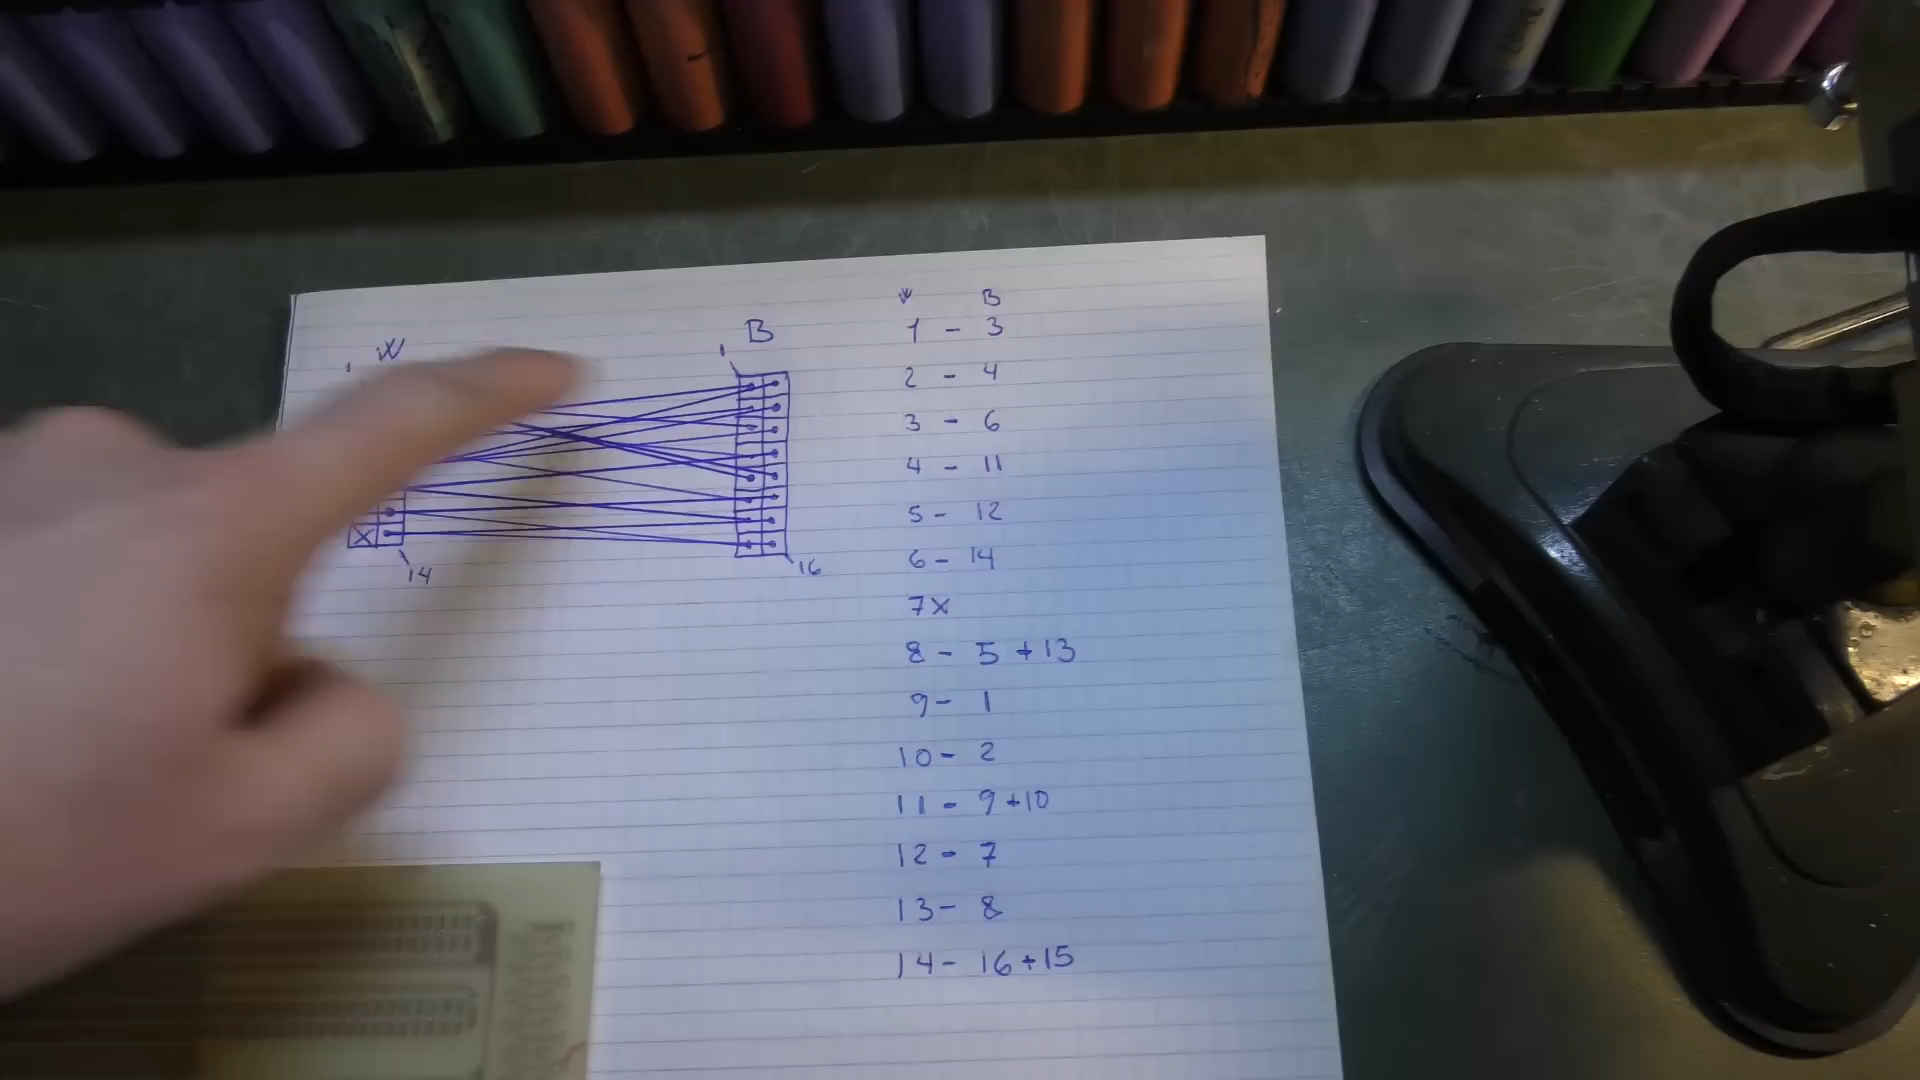 W
B
1
1
14
16
W B
1 - 3
2 - 4
3 - 6
4 - 11
5 - 12
6 - 14
7 X
8 - 5 + 13
9 - 1
10 - 2
11 - 9 + 10
12 - 7
13 - 8
14 - 16 + 15